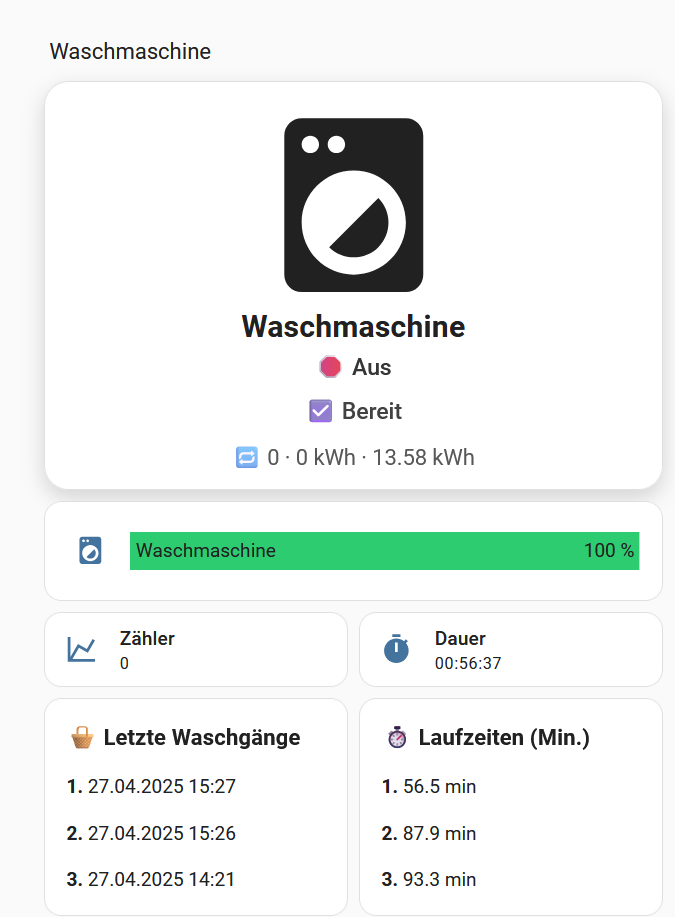 Waschmaschine
Waschmaschine
Aus
Bereit
0 · 0 kWh · 13.58 kWh
Waschmaschine 100 %
Zähler
0
Dauer
00:56:37
Letzte Waschgänge
1. 27.04.2025 15:27
2. 27.04.2025 15:26
3. 27.04.2025 14:21
Laufzeiten (Min.)
1. 56.5 min
2. 87.9 min
3. 93.3 min